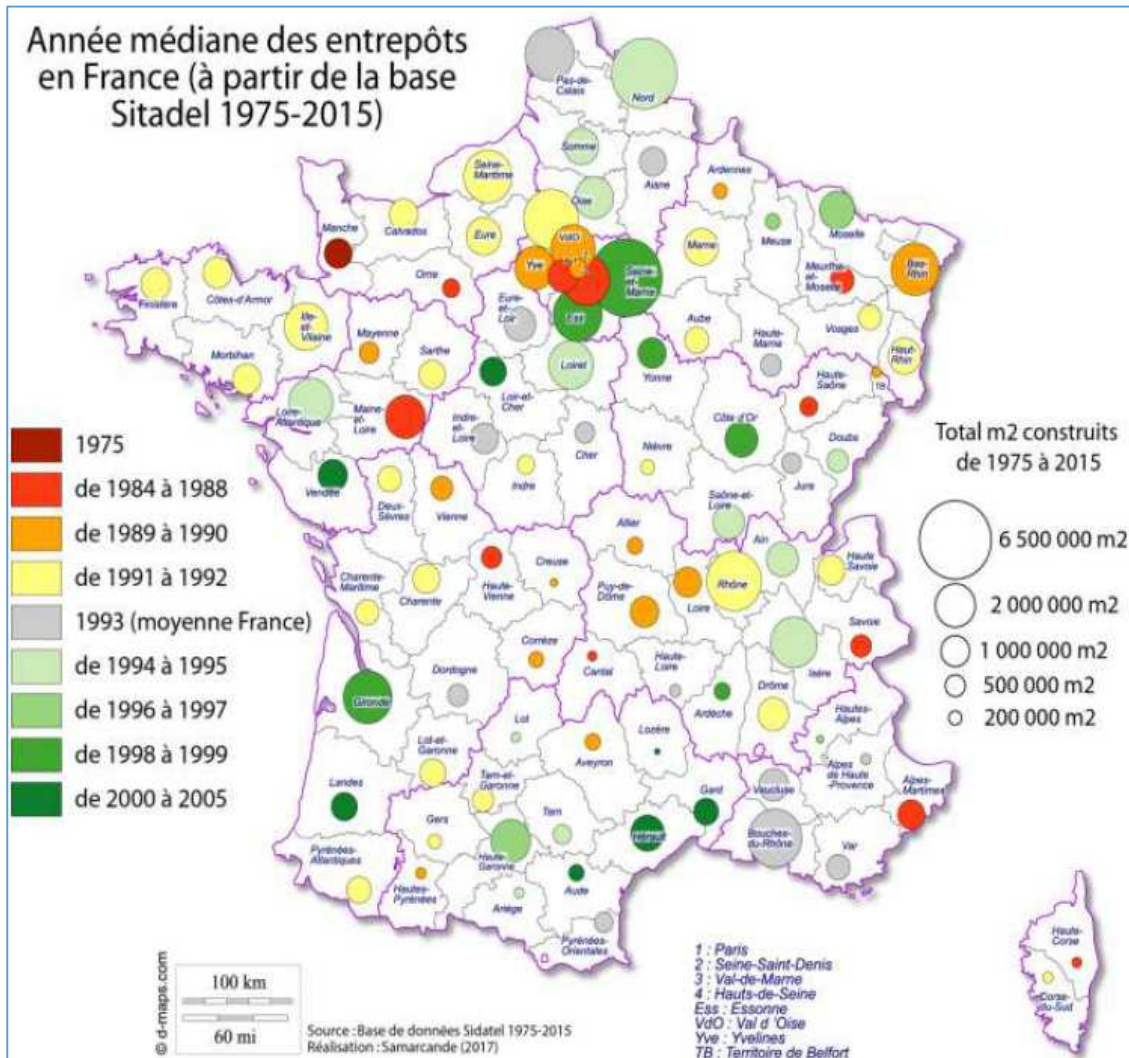 Année médiane des entrepôts
en France (à partir de la base
Sitadel 1975-2015)
Pas-de-
Calais
Nord
Somme
Seine-
Maritime
Aisne
Ardennes
Oise
Manche
Calvados
Eure
VdO
Marne
Meuse
Moselle
Orne
Yve
Seine-
et-Marne
Meurthe-
et-Moselle
Bas-
Rhin
Finistère
Côtes-d'Armor
Ille-
et-
Vilaine
Eure-
et-
Loir
Ess
Aube
Haute-
Marne
Vosges
Haut-
Rhin
Morbihan
Mayenne
Sarthe
Loiret
Yonne
Haute-
Saône
TB
Loire-
Atlantique
Maine-
et-
Loire
Loir-et-
Cher
Indre-
et-
Loire
Cher
Nièvre
Côte d'Or
Doubs
Jura
Vendée
Deux-
Sèvres
Vienne
Indre
Saône-et-
Loire
Allier
Ain
Haute
Savoie
Charente-
Maritime
Charente
Haute-
Vienne
Creuse
Puy-de-
Dôme
Loire
Rhône
Savoie
Corrèze
Dordogne
Cantal
Haute-
Loire
Isère
Gironde
Ardèche
Drôme
Hautes-
Alpes
Lot
Lozère
Lot-et-
Garonne
Aveyron
Alpes
de Haute
-Provence
Alpes-
Martimes
Landes
Tarn-et-
Garonne
Gard
Vaucluse
Gers
Tarn
Hérault
Bouches-
du-Rhône
Var
Pyrénées-
Atlantiques
Haute-
Garonne
Hautes-
Pyrénées
Aude
Ariège
Pyrénées-
Orientales
Haute-
Corse
Corse-
du-Sud
1975
de 1984 à 1988
de 1989 à 1990
de 1991 à 1992
1993 (moyenne France)
de 1994 à 1995
de 1996 à 1997
de 1998 à 1999
de 2000 à 2005
Total m2 construits
de 1975 à 2015
6 500 000 m2
2 000 000 m2
1 000 000 m2
500 000 m2
200 000 m2
© d-maps.com
100 km
60 mi
Source : Base de données Sidatel 1975-2015
Réalisation : Samarcande (2017)
1 : Paris
2 : Seine-Saint-Denis
3 : Val-de-Marne
4 : Hauts-de-Seine
Ess : Essonne
VdO : Val d 'Oise
Yve : Yvelines
TB : Territoire de Belfort